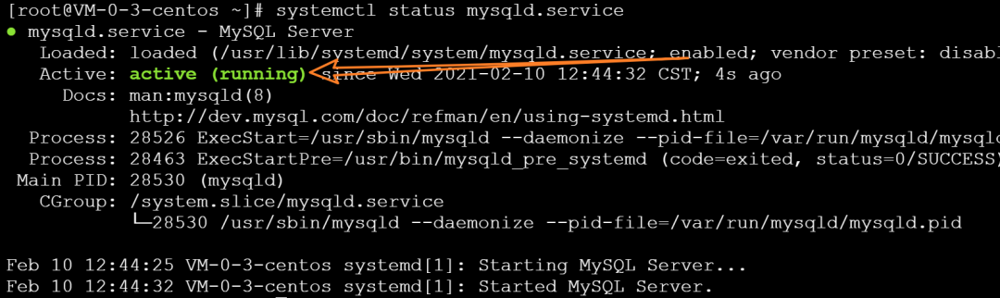 [root@VM-0-3-centos ~]# systemctl status mysqld.service
● mysqld.service - MySQL Server
Loaded: loaded (/usr/lib/systemd/system/mysqld.service; enabled; vendor preset: disabl
Active: active (running) since Wed 2021-02-10 12:44:32 CST; 4s ago
Docs: man:mysqld(8)
http://dev.mysql.com/doc/refman/en/using-systemd.html
Process: 28526 ExecStart=/usr/sbin/mysqld --daemonize --pid-file=/var/run/mysqld/mysqld
Process: 28463 ExecStartPre=/usr/bin/mysqld_pre_systemd (code=exited, status=0/SUCCESS)
Main PID: 28530 (mysqld)
CGroup: /system.slice/mysqld.service
└─28530 /usr/sbin/mysqld --daemonize --pid-file=/var/run/mysqld/mysqld.pid
Feb 10 12:44:25 VM-0-3-centos systemd[1]: Starting MySQL Server...
Feb 10 12:44:32 VM-0-3-centos systemd[1]: Started MySQL Server.